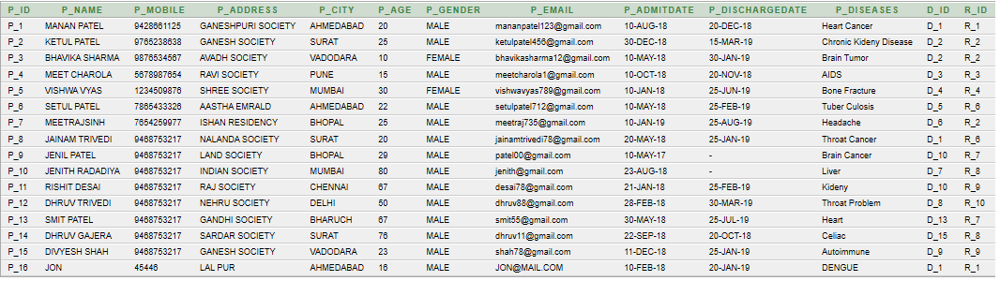 P_ID P_NAME P_MOBILE P_ADDRESS P_CITY P_AGE P_GENDER P_EMAIL P_ADMITDATE P_DISCHARGEDATE P_DISEASES D_ID R_ID
P_1 MANAN PATEL 9428661125 GANESHPURI SOCIETY AHMEDABAD 20 MALE mananpatel123@gmail.com 10-AUG-18 20-DEC-18 Heart Cancer D_1 R_1
P_2 KETUL PATEL 9765238638 GANESH SOCIETY SURAT 25 MALE ketulpatel456@gmail.com 30-DEC-18 15-MAR-19 Chronic Kideny Disease D_2 R_2
P_3 BHAVIKA SHARMA 9876534567 AVADH SOCIETY VADODARA 10 FEMALE bhavikasharma12@gmail.com 10-MAY-18 30-JAN-19 Brain Tumor D_2 R_2
P_4 MEET CHAROLA 5678987654 RAVI SOCIETY PUNE 15 MALE meetcharola1@gmail.com 10-OCT-18 20-NOV-18 AIDS D_3 R_3
P_5 VISHWA VYAS 1234509876 SHREE SOCIETY MUMBAI 30 FEMALE vishwavyas789@gmail.com 10-JAN-18 25-JUN-19 Bone Fracture D_4 R_4
P_6 SETUL PATEL 7865433326 AASTHA EMRALD AHMEDABAD 22 MALE setulpatel712@gmail.com 10-MAY-18 25-FEB-19 Tuber Culosis D_5 R_6
P_7 MEETRAJSINH 7654259977 ISHAN RESIDENCY BHOPAL 25 MALE meetraj735@gmail.com 10-JAN-19 25-AUG-19 Headache D_6 R_2
P_8 JAINAM TRIVEDI 9468753217 NALANDA SOCIETY SURAT 20 MALE jainamtrivedi78@gmail.com 20-MAY-18 25-JAN-19 Throat Cancer D_1 R_6
P_9 JENIL PATEL 9468753217 LAND SOCIETY BHOPAL 29 MALE patel00@gmail.com 10-MAY-17 - Brain Cancer D_10 R_7
P_10 JENITH RADADIYA 9468753217 INDIAN SOCIETY MUMBAI 80 MALE jenith@gmail.com 23-AUG-18 - Liver D_7 R_8
P_11 RISHIT DESAI 9468753217 RAJ SOCIETY CHENNAI 67 MALE desai78@gmail.com 21-JAN-18 25-FEB-19 Kideny D_10 R_9
P_12 DHRUV TRIVEDI 9468753217 NEHRU SOCIETY DELHI 50 MALE dhruv88@gmail.com 28-FEB-18 30-MAR-19 Throat Problem D_8 R_10
P_13 SMIT PATEL 9468753217 GANDHI SOCIETY BHARUCH 67 MALE smit55@gmail.com 30-MAY-18 25-JUL-19 Heart D_13 R_7
P_14 DHRUV GAJERA 9468753217 SARDAR SOCIETY SURAT 76 MALE dhruv11@gmail.com 22-SEP-18 20-OCT-18 Celiac D_15 R_8
P_15 DIVYESH SHAH 9468753217 GANESH SOCIETY VADODARA 23 MALE shah78@gmail.com 11-DEC-18 25-JAN-19 Autoimmune D_9 R_9
P_16 JON 45446 LAL PUR AHMEDABAD 16 MALE JON@MAIL.COM 10-FEB-18 20-JAN-19 DENGUE D_1 R_1